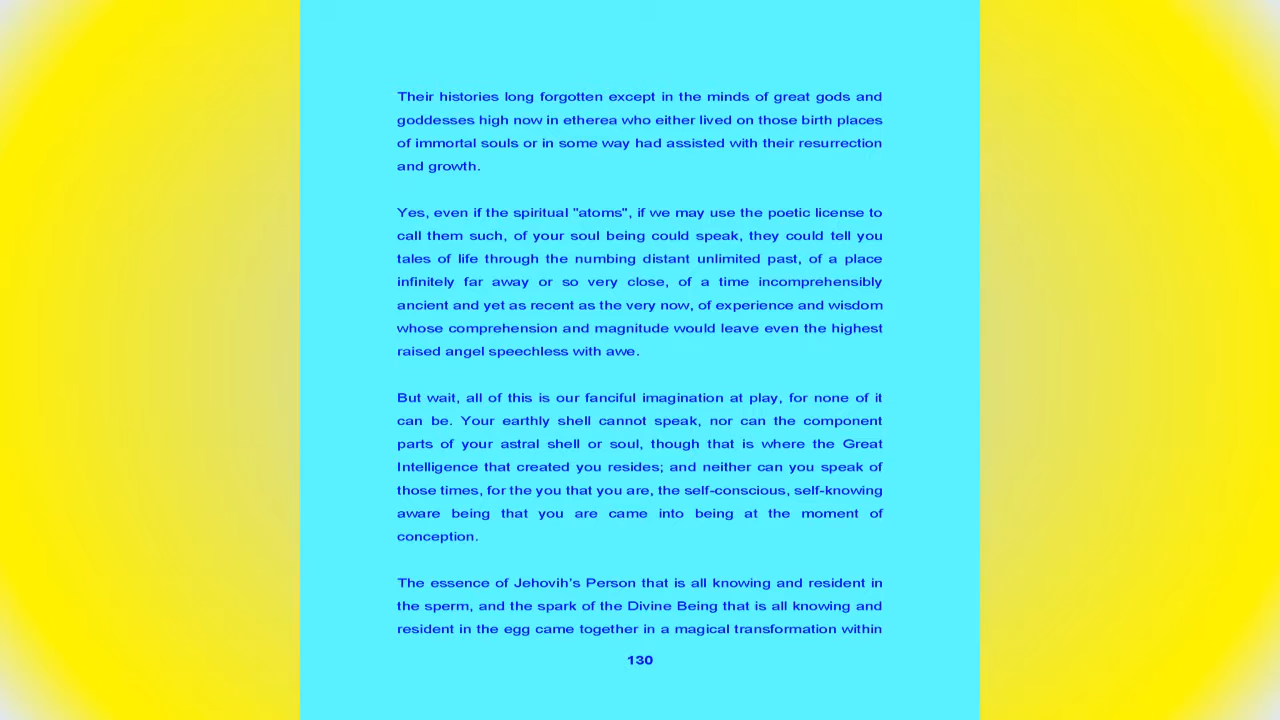 Their histories long forgotten except in the minds of great gods and
goddesses high now in etherea who either lived on those birth places
of immortal souls or in some way had assisted with their resurrection
and growth.
Yes, even if the spiritual "atoms", if we may use the poetic license to
call them such, of your soul being could speak, they could tell you
tales of life through the numbing distant unlimited past, of a place
infinitely far away or so very close, of a time incomprehensibly
ancient and yet as recent as the very now, of experience and wisdom
whose comprehension and magnitude would leave even the highest
raised angel speechless with awe.
But wait, all of this is our fanciful imagination at play, for none of it
can be. Your earthly shell cannot speak, nor can the component
parts of your astral shell or soul, though that is where the Great
Intelligence that created you resides; and neither can you speak of
those times, for the you that you are, the self-conscious, self-knowing
aware being that you are came into being at the moment of
conception.
The essence of Jehovih's Person that is all knowing and resident in
the sperm, and the spark of the Divine Being that is all knowing and
resident in the egg came together in a magical transformation within
130